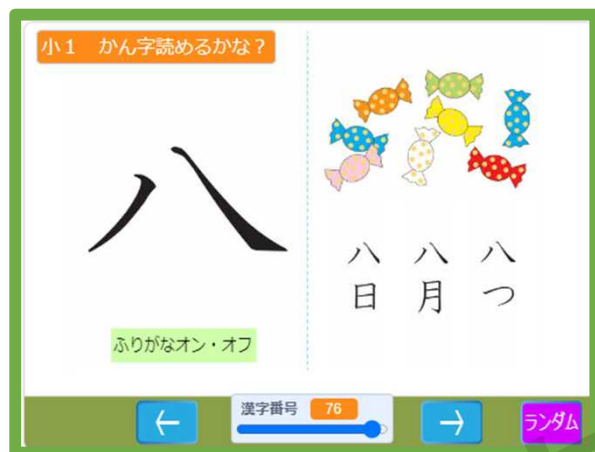 小1 かん字読めるかな？
八
ふりがなオン・オフ
八つ
八月
八日
←
漢字番号 76
→
ランダム